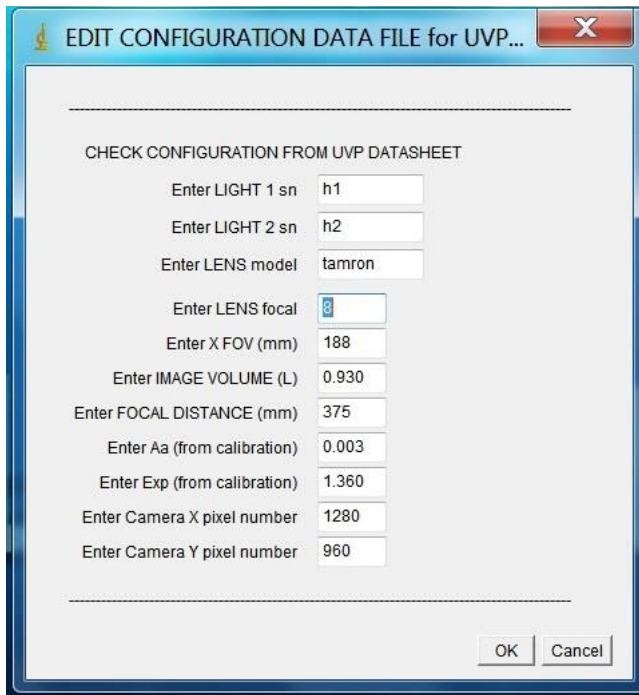 EDIT CONFIGURATION DATA FILE for UVP...
CHECK CONFIGURATION FROM UVP DATASHEET
Enter LIGHT 1 sn h1
Enter LIGHT 2 sn h2
Enter LENS model tamron
Enter LENS focal 8
Enter X FOV (mm) 188
Enter IMAGE VOLUME (L) 0.930
Enter FOCAL DISTANCE (mm) 375
Enter Aa (from calibration) 0.003
Enter Exp (from calibration) 1.360
Enter Camera X pixel number 1280
Enter Camera Y pixel number 960
OK Cancel